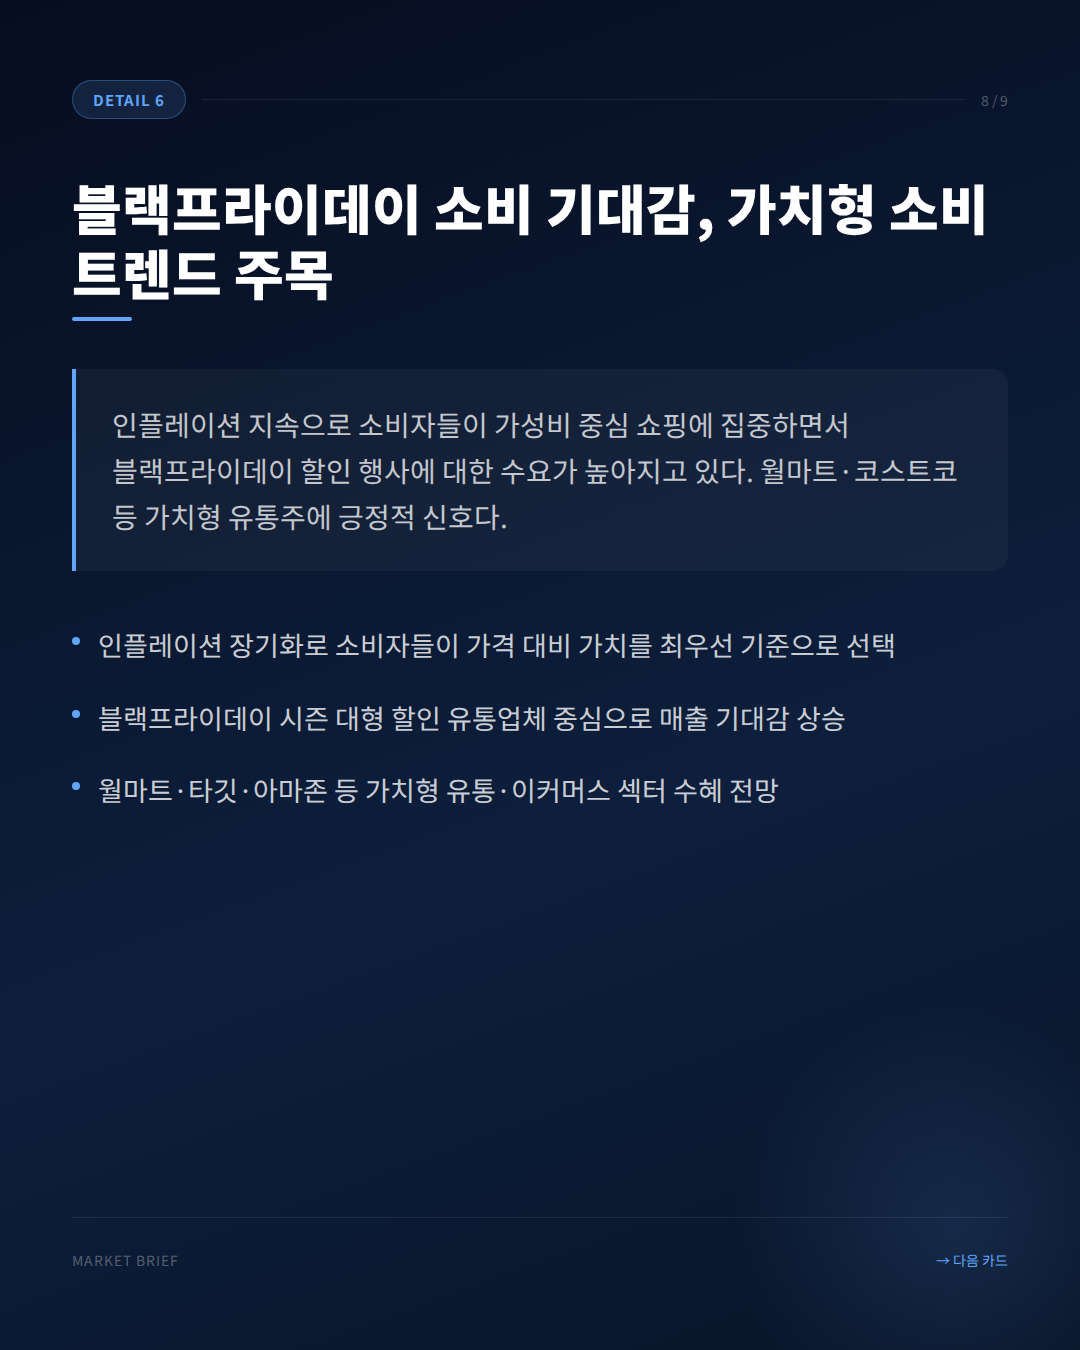 DETAIL 6
8 / 9
블랙프라이데이 소비 기대감, 가치형 소비
트렌드 주목
인플레이션 지속으로 소비자들이 가성비 중심 쇼핑에 집중하면서
블랙프라이데이 할인 행사에 대한 수요가 높아지고 있다. 월마트·코스트코
등 가치형 유통주에 긍정적 신호다.
인플레이션 장기화로 소비자들이 가격 대비 가치를 최우선 기준으로 선택
블랙프라이데이 시즌 대형 할인 유통업체 중심으로 매출 기대감 상승
월마트·타깃·아마존 등 가치형 유통·이커머스 섹터 수혜 전망
MARKET BRIEF
→ 다음 카드